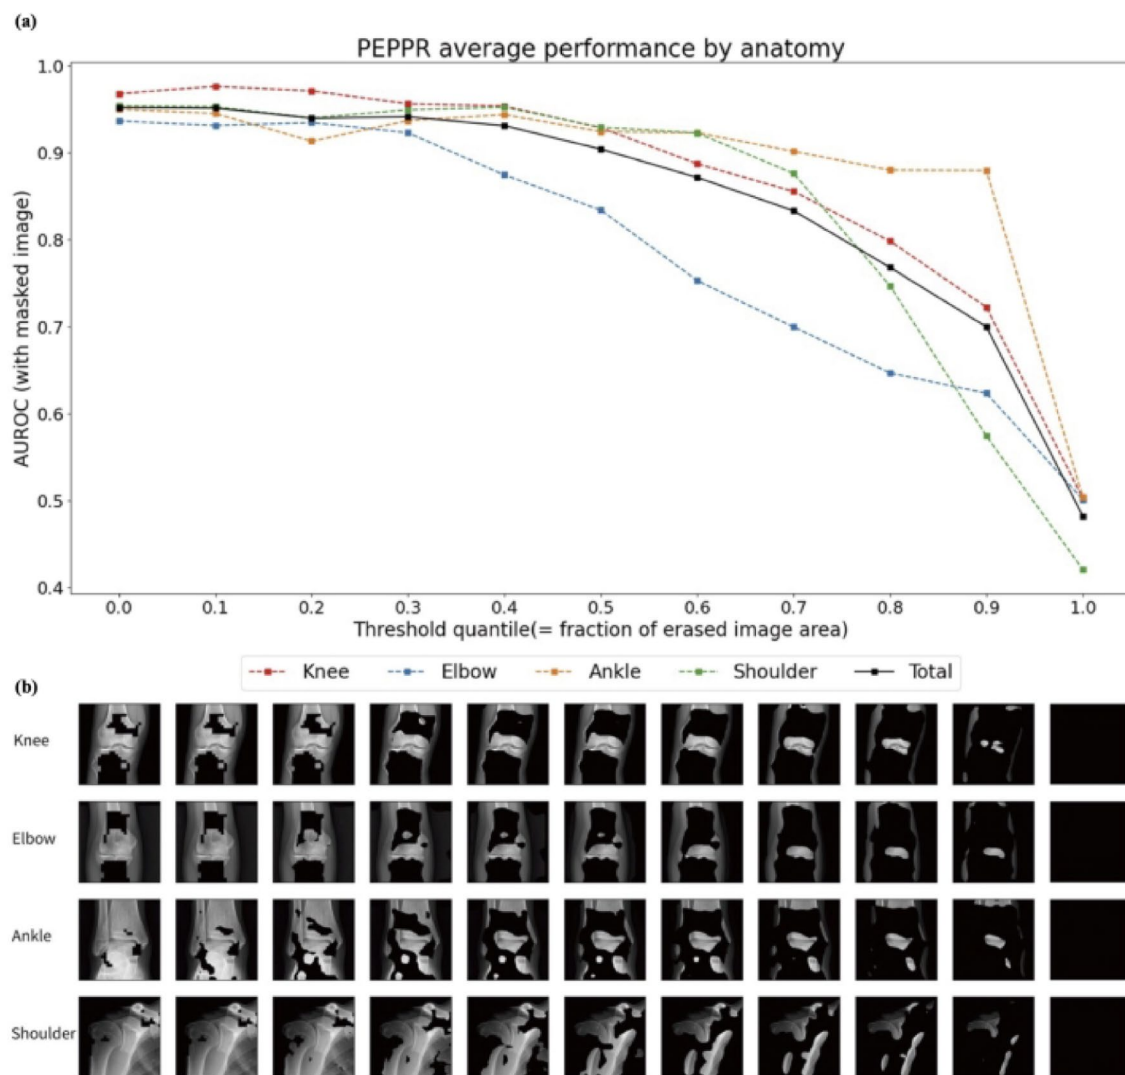 (a)
PEPPR average performance by anatomy
AUROC (with masked image)
1.0
0.9
0.8
0.7
0.6
0.5
0.4
0.0 0.1 0.2 0.3 0.4 0.5 0.6 0.7 0.8 0.9 1.0
Threshold quantile(= fraction of erased image area)
Knee Elbow Ankle Shoulder Total
(b)
Knee
Elbow
Ankle
Shoulder